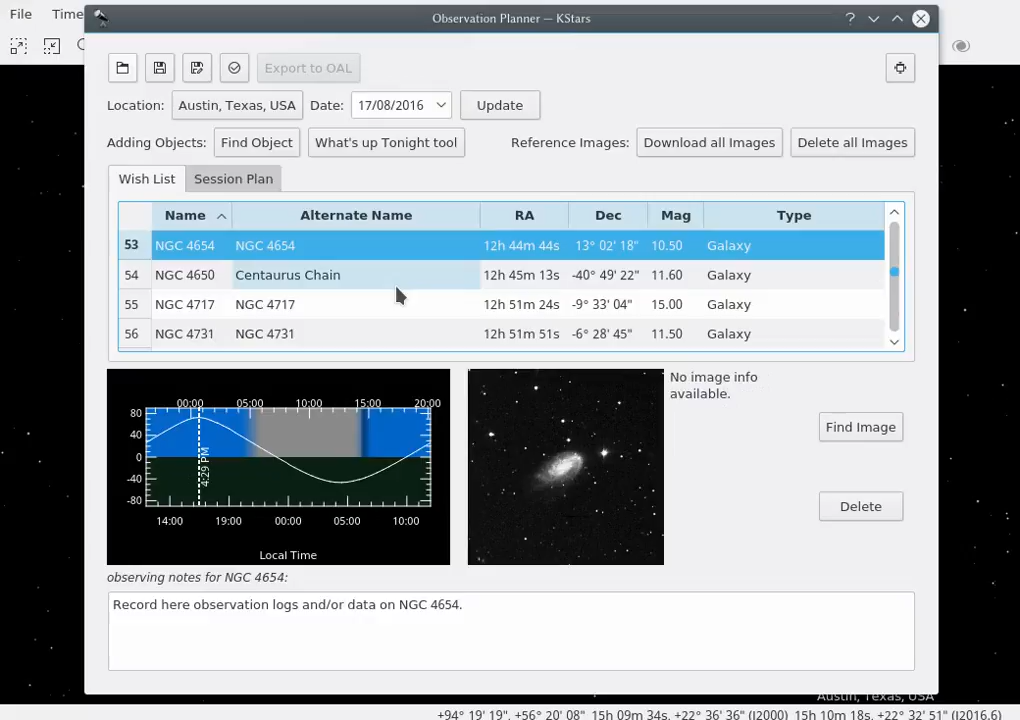 File Time
Observation Planner — KStars
Export to OAL
Location: Austin, Texas, USA Date: 17/08/2016 Update
Adding Objects: Find Object What's up Tonight tool Reference Images: Download all Images Delete all Images
Wish List Session Plan
Name Alternate Name RA Dec Mag Type
53 NGC 4654 NGC 4654 12h 44m 44s 13° 02' 18" 10.50 Galaxy
54 NGC 4650 Centaurus Chain 12h 45m 13s -40° 49' 22" 11.60 Galaxy
55 NGC 4717 NGC 4717 12h 51m 24s -9° 33' 04" 15.00 Galaxy
56 NGC 4731 NGC 4731 12h 51m 51s -6° 28' 45" 11.50 Galaxy
No image info
available.
00:00 05:00 10:00 15:00 20:00
80
40
0
-40
-80
4:29 PM
14:00 19:00 00:00 05:00 10:00
Local Time
Find Image
Delete
observing notes for NGC 4654:
Record here observation logs and/or data on NGC 4654.
Austin, Texas, USA
+94° 19' 19", +56° 20' 08" 15h 09m 34s, +22° 36' 36" (J2000) 15h 10m 18s, +22° 32' 51" (J2016.6)